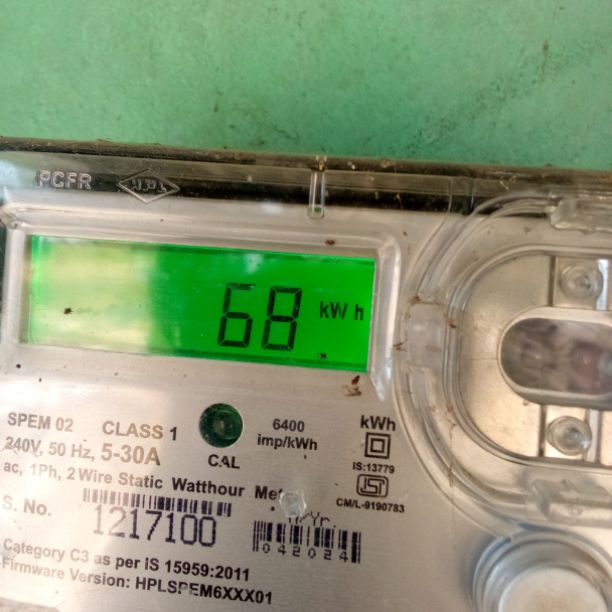 PCFR HPL
68 kWh
SPEM 02 CLASS 1 6400 imp/kWh kWh
240V, 50 Hz, 5-30A CAL IS:13779
ac, 1Ph, 2 Wire Static Watthour
CM/L-9190783
S. No. 1217100
042024
Category C3 as per iS 15959:2011
Firmware Version: HPLSPEM6XXX01